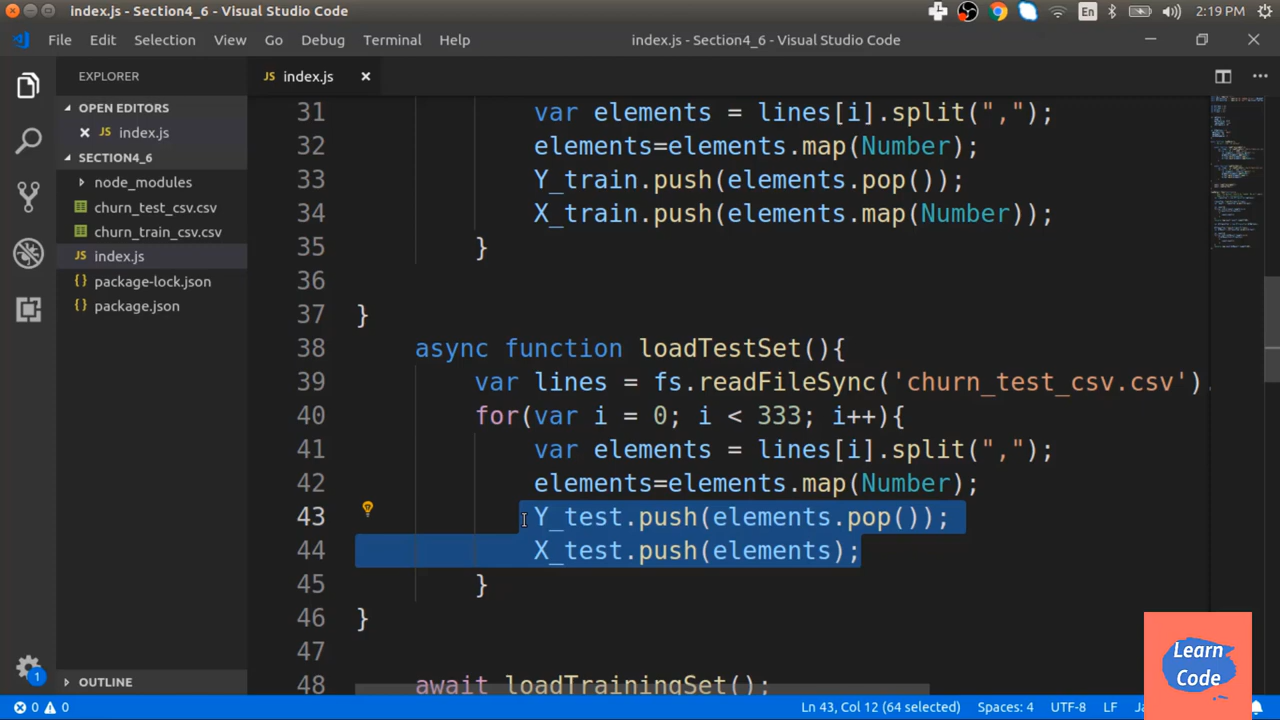 index.js - Section4_6 - Visual Studio Code
En
2:19 PM
File Edit Selection View Go Debug Terminal Help
index.js - Section4_6 - Visual Studio Code
EXPLORER
JS index.js
OPEN EDITORS
JS index.js
SECTION4_6
node_modules
churn_test_csv.csv
churn_train_csv.csv
JS index.js
{} package-lock.json
{} package.json
OUTLINE
31 var elements = lines[i].split(",");
32 elements=elements.map(Number);
33 Y_train.push(elements.pop());
34 X_train.push(elements.map(Number));
35 }
36
37 }
38 async function loadTestSet(){
39 var lines = fs.readFileSync('churn_test_csv.csv').
40 for(var i = 0; i < 333; i++){
41 var elements = lines[i].split(",");
42 elements=elements.map(Number);
43 Y_test.push(elements.pop());
44 X_test.push(elements);
45 }
46 }
47
48 await loadTrainingSet();
Learn
Code
1
0 0
Ln 43, Col 12 (64 selected)
Spaces: 4
UTF-8
LF